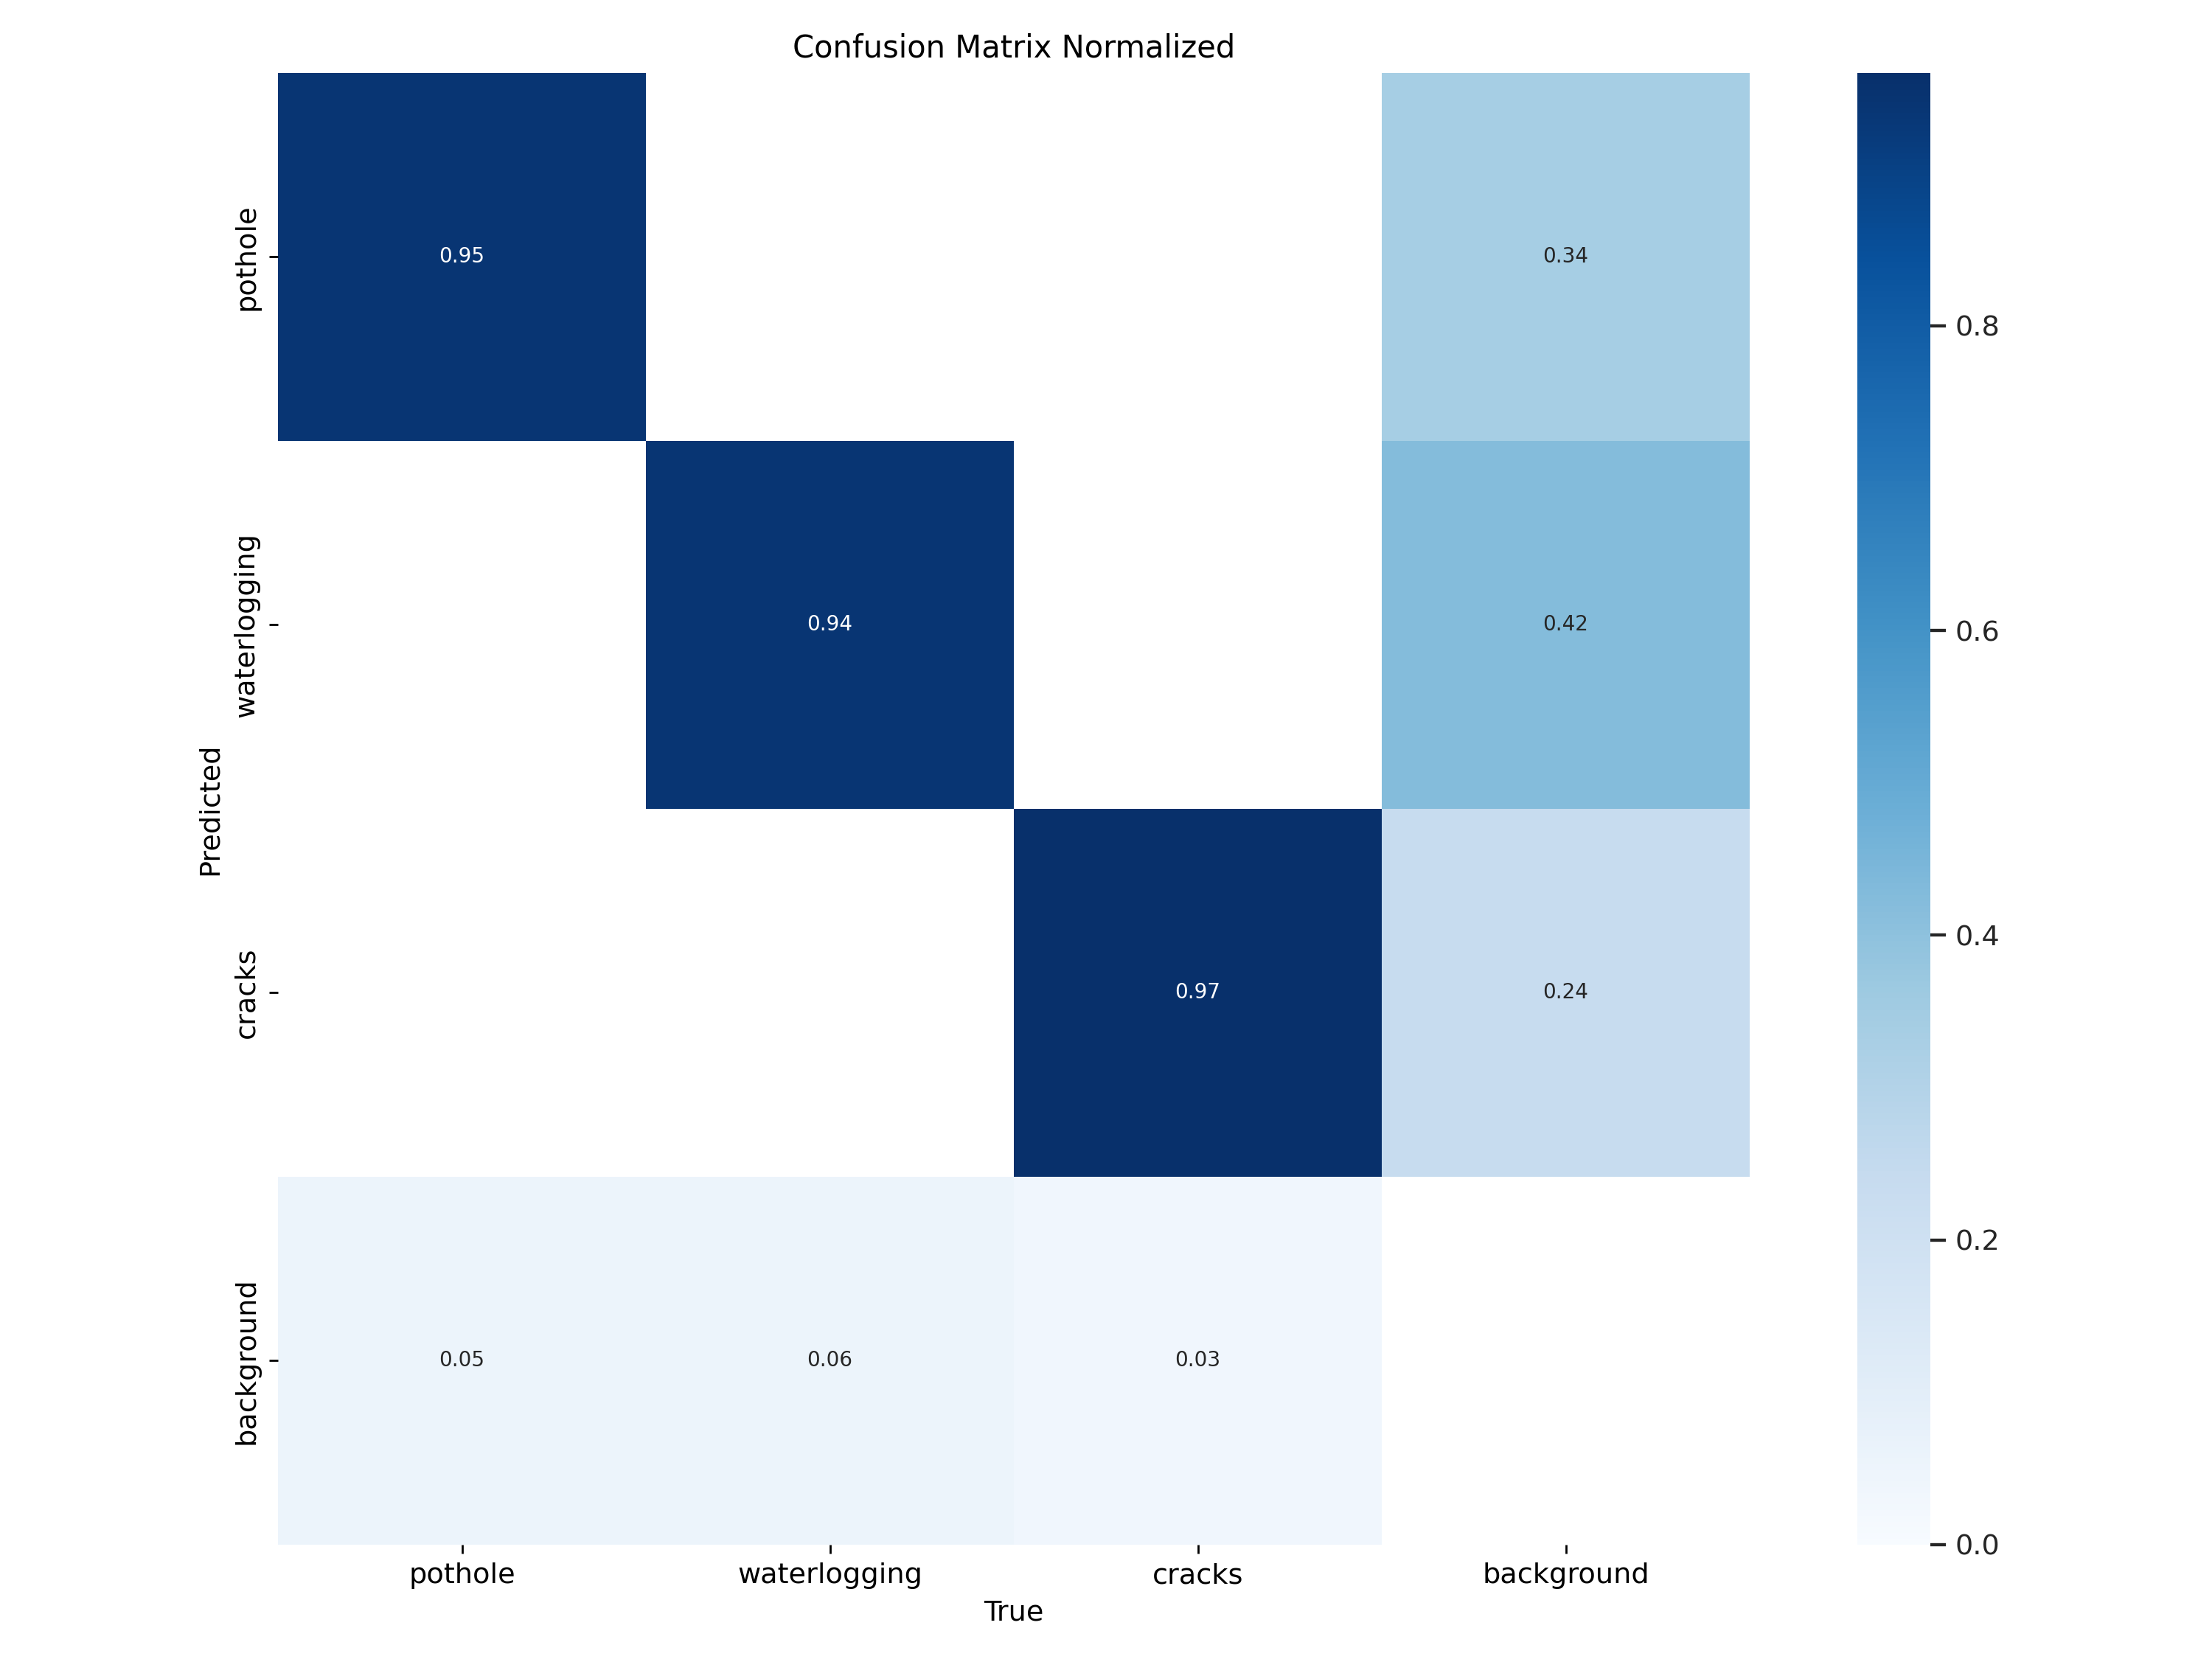 Confusion Matrix Normalized
pothole
0.95
0.34
waterlogging
0.94
0.42
Predicted
cracks
0.97
0.24
background
0.05
0.06
0.03
pothole
waterlogging
cracks
background
True
0.8
0.6
0.4
0.2
0.0